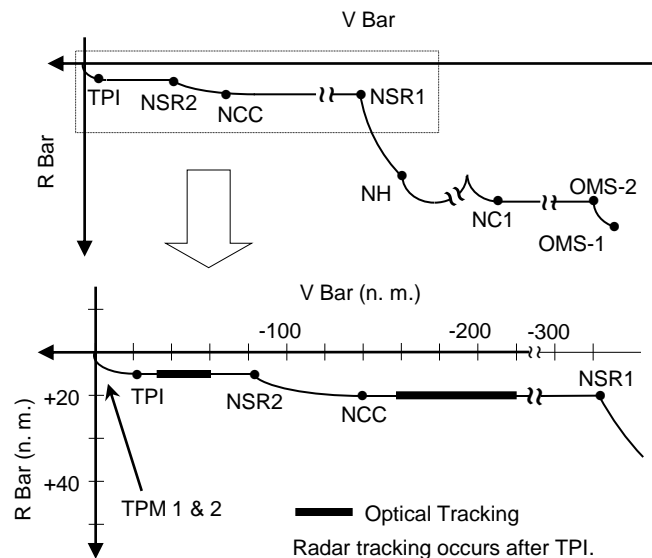 V Bar
TPI
NSR2
NCC
NSR1
R Bar
NH
NC1
OMS-2
OMS-1
V Bar (n. m.)
-100
-200
-300
TPI
NSR2
NCC
NSR1
+20
+40
R Bar (n. m.)
TPM 1 & 2
Optical Tracking
Radar tracking occurs after TPI.